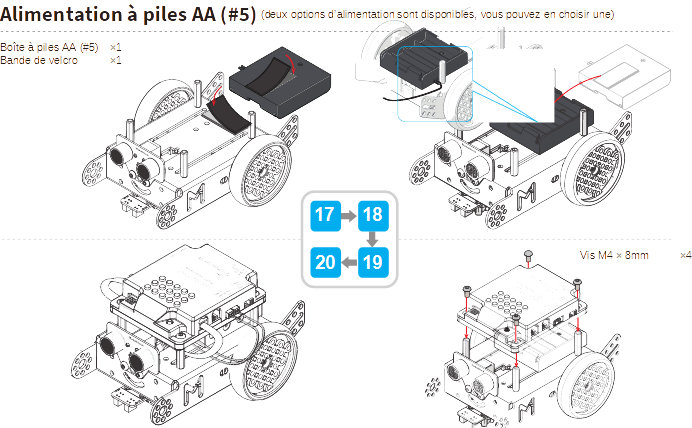 Alimentation à piles AA (#5) (deux options d'alimentation sont disponibles, vous pouvez en choisir une)
Boîte à piles AA (#5) ×1
Bande de velcro ×1
17 18
20 19
Vis M4 × 8mm ×4